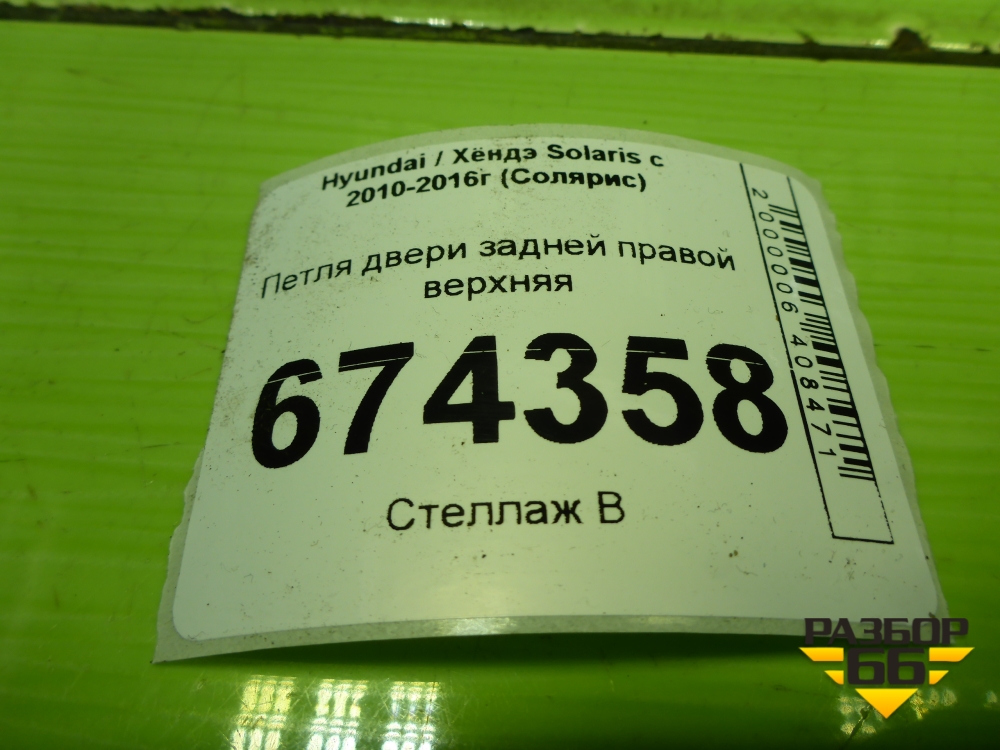 Hyundai / Хёндэ Solaris с
2010-2016г (Солярис)
Петля двери задней правой
верхняя
674358
Стеллаж В
2000006408471
РАЗБОР
66